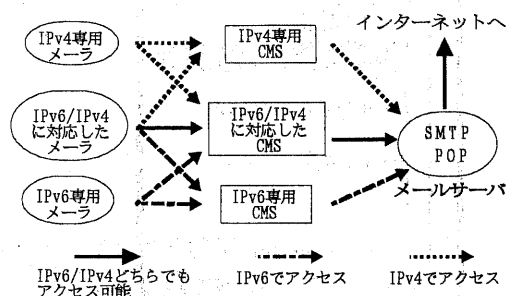 インターネットへ
IPv4専用
メーラ
IPv4専用
CMS
IPv6/IPv4
に対応した
メーラ
IPv6/IPv4
に対応した
CMS
SMTP
POP
メールサーバ
IPv6専用
メーラ
IPv6専用
CMS
IPv6/IPv4どちらでも
アクセス可能
IPv6でアクセス
IPv4でアクセス